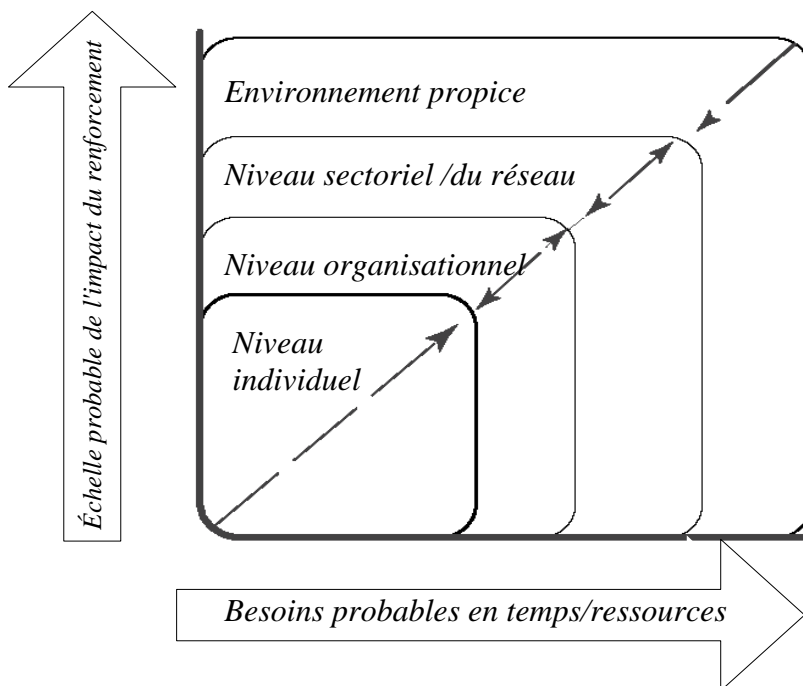 Échelle probable de l'impact du renforcement
Environnement propice
Niveau sectoriel /du réseau
Niveau organisationnel
Niveau
individuel
Besoins probables en temps/ressources